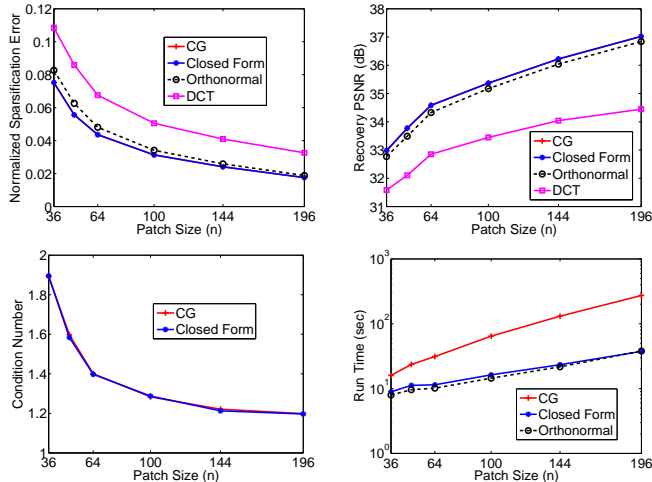 0.12
0.1
0.08
0.06
0.04
0.02
0
Normalized Sparsification Error
CG
Closed Form
Orthonormal
DCT
36 64 100 144 196
Patch Size (n)
38
37
36
35
34
33
32
31
Recovery PSNR (dB)
CG
Closed Form
Orthonormal
DCT
36 64 100 144 196
Patch Size (n)
2
1.8
1.6
1.4
1.2
1
Condition Number
CG
Closed Form
36 64 100 144 196
Patch Size (n)
10^3
10^2
10^1
10^0
Run Time (sec)
CG
Closed Form
Orthonormal
36 64 100 144 196
Patch Size (n)